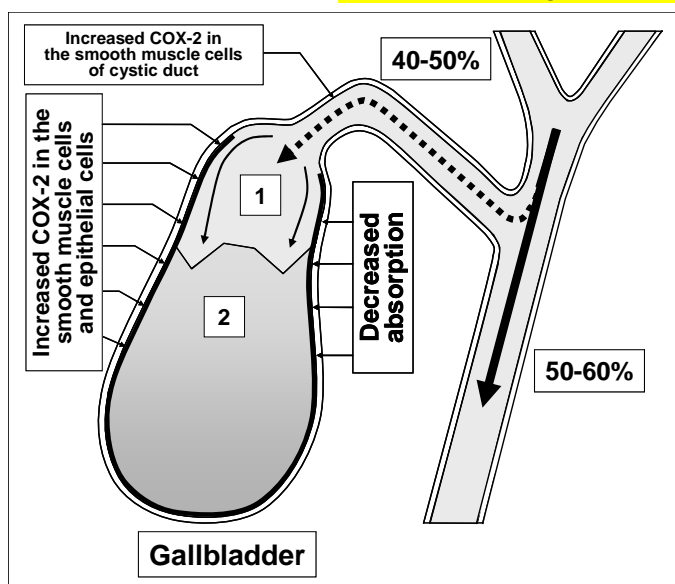 Increased COX-2 in
the smooth muscle cells
of cystic duct
40-50%
Increased COX-2 in the
smooth muscle cells
and epithelial cells
1
2
Decreased
absorption
50-60%
Gallbladder